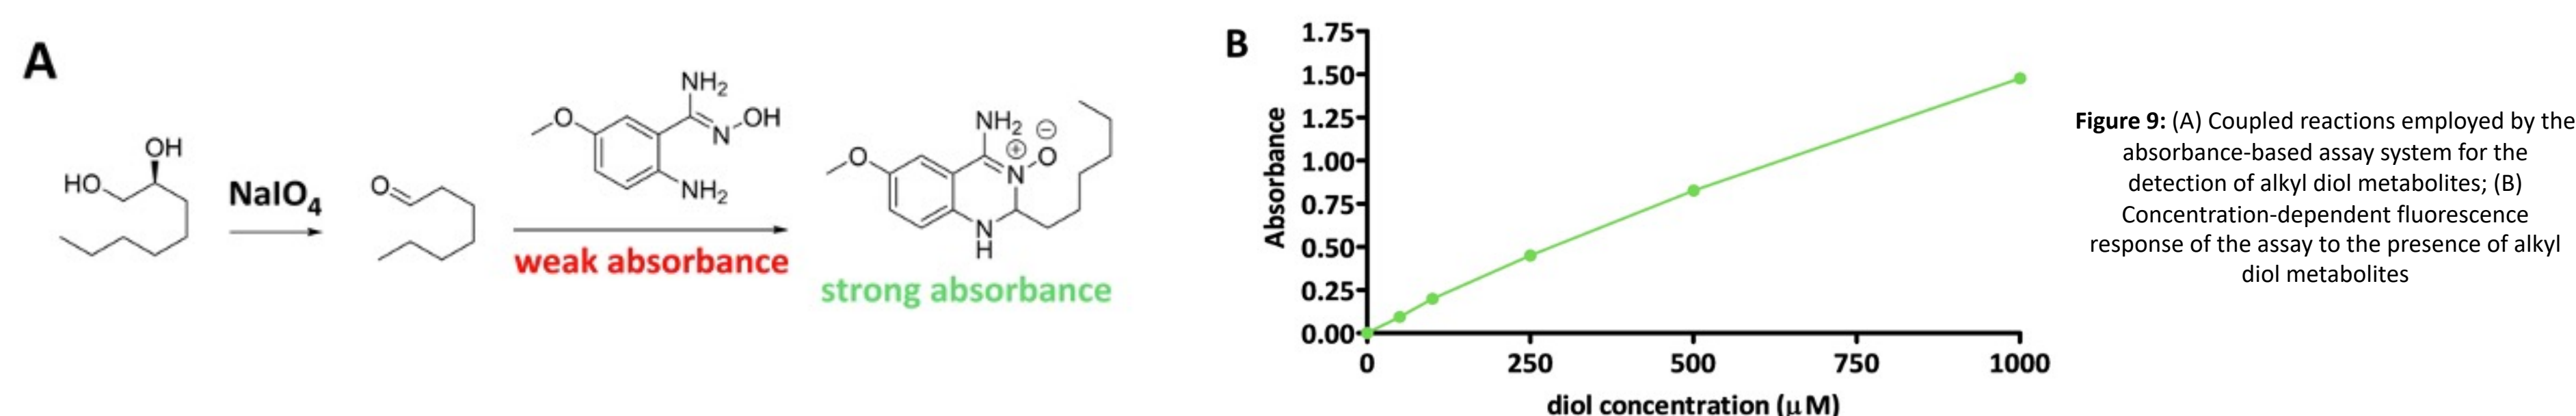 A
HO
OH
NaIO4
O
O
NH2
N
OH
NH2
weak absorbance
O
NH2
⊖
⊕
N
O
N
H
strong absorbance
B
Absorbance
1.75
1.50
1.25
1.00
0.75
0.50
0.25
0.00
0 250 500 750 1000
diol concentration (μM)
Figure 9: (A) Coupled reactions employed by the
absorbance-based assay system for the
detection of alkyl diol metabolites; (B)
Concentration-dependent fluorescence
response of the assay to the presence of alkyl
diol metabolites